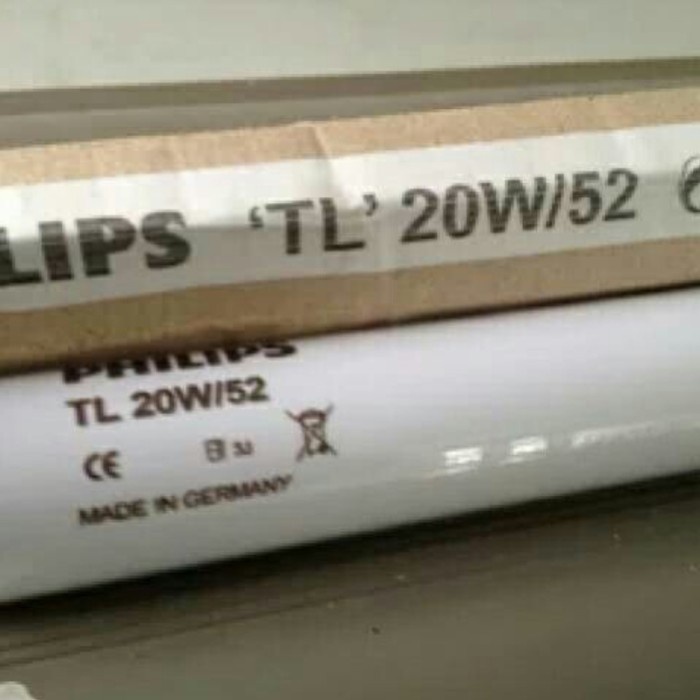 LIPS 'TL' 20W/52
PHILIPS
TL 20W/52
CE
MADE IN GERMANY